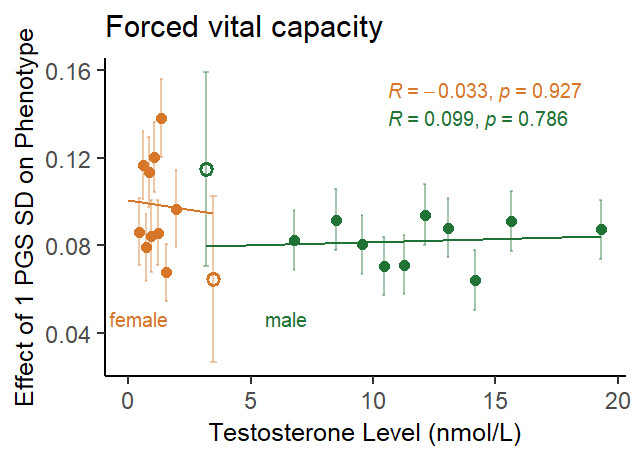 Forced vital capacity
Effect of 1 PGS SD on Phenotype
0.16
0.12
0.08
0.04
R = −0.033, p = 0.927
R = 0.099, p = 0.786
female
male
0
5
10
15
20
Testosterone Level (nmol/L)